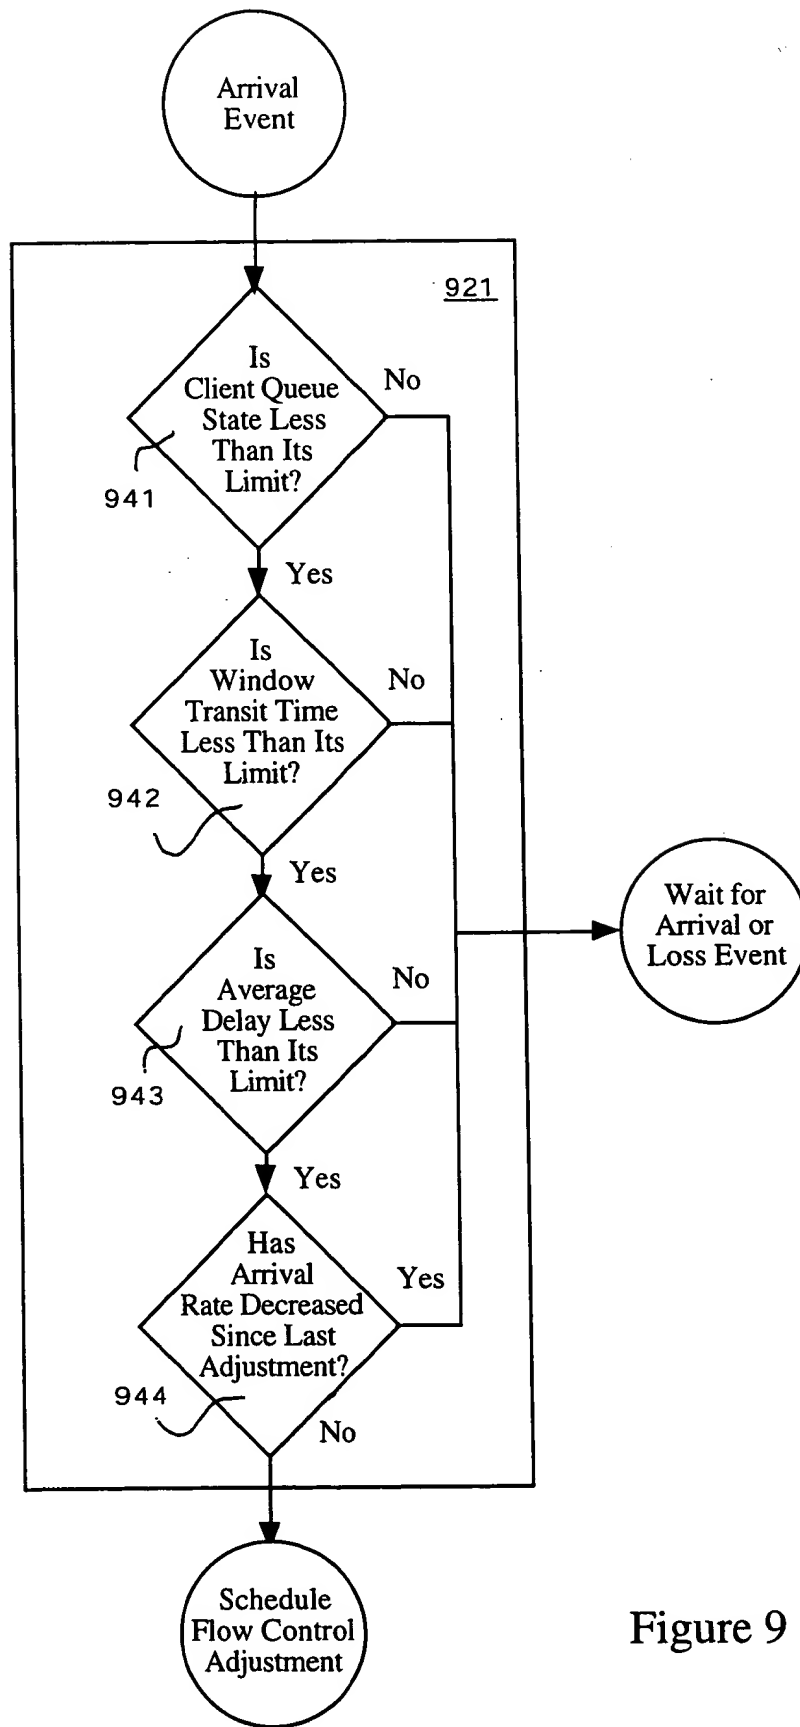 Arrival
Event
921
Is
Client Queue
State Less
Than Its
Limit?
No
941
Yes
Is
Window
Transit Time
Less Than Its
Limit?
No
942
Yes
Is
Average
Delay Less
Than Its
Limit?
No
943
Wait for
Arrival or
Loss Event
Yes
Has
Arrival
Rate Decreased
Since Last
Adjustment?
Yes
944
No
Schedule
Flow Control
Adjustment
Figure 9